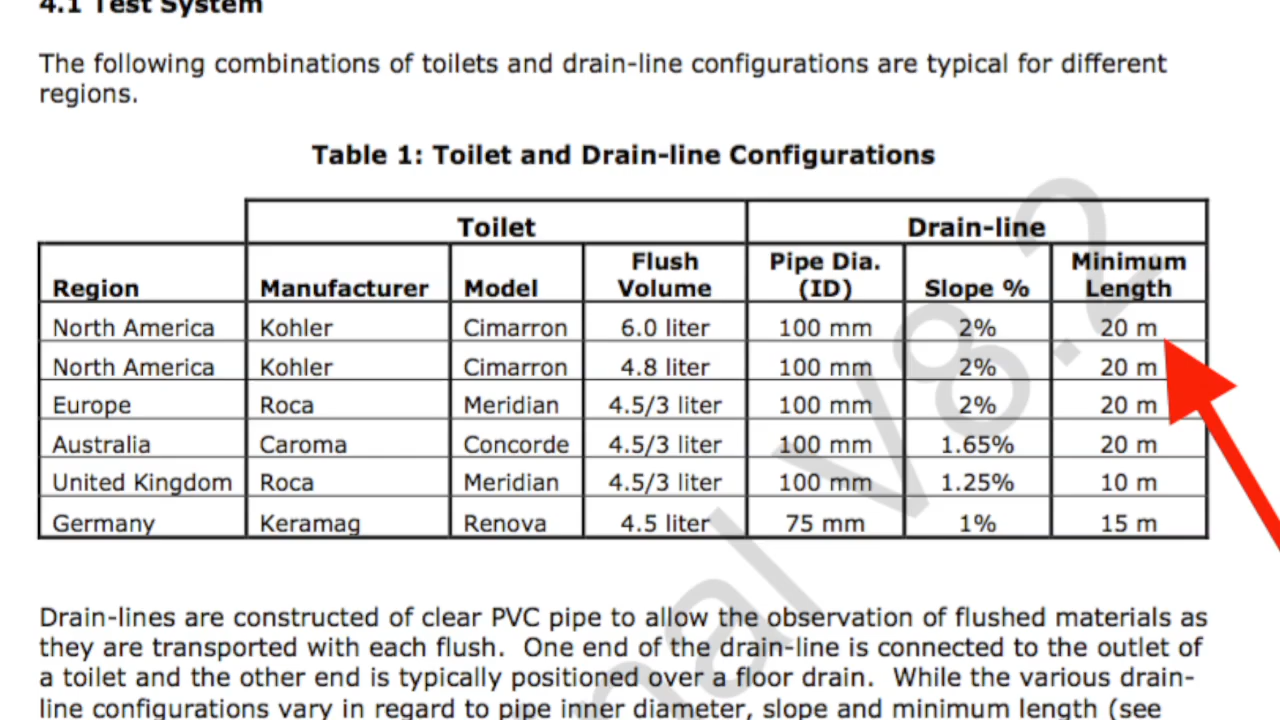 4.1 Test System
The following combinations of toilets and drain-line configurations are typical for different
regions.
Table 1: Toilet and Drain-line Configurations
Toilet Drain-line
Region Manufacturer Model Flush Volume Pipe Dia. (ID) Slope % Minimum Length
North America Kohler Cimarron 6.0 liter 100 mm 2% 20 m
North America Kohler Cimarron 4.8 liter 100 mm 2% 20 m
Europe Roca Meridian 4.5/3 liter 100 mm 2% 20 m
Australia Caroma Concorde 4.5/3 liter 100 mm 1.65% 20 m
United Kingdom Roca Meridian 4.5/3 liter 100 mm 1.25% 10 m
Germany Keramag Renova 4.5 liter 75 mm 1% 15 m
Drain-lines are constructed of clear PVC pipe to allow the observation of flushed materials as
they are transported with each flush. One end of the drain-line is connected to the outlet of
a toilet and the other end is typically positioned over a floor drain. While the various drain-
line configurations vary in regard to pipe inner diameter, slope and minimum length (see
V8.2